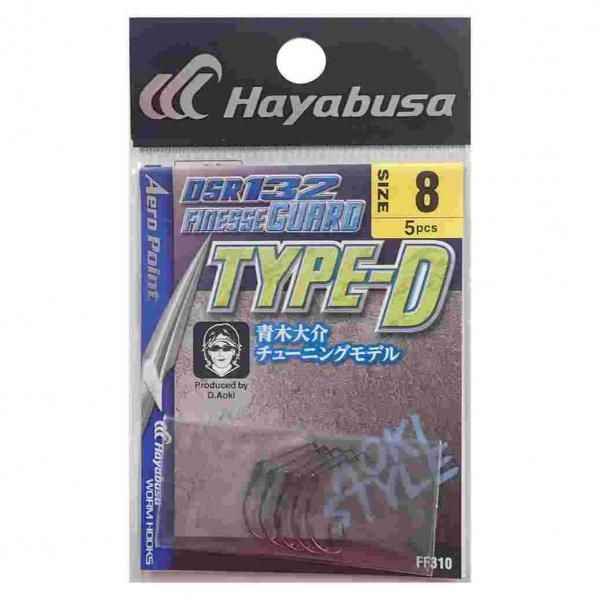 Hayabusa
DSR132
FINESSE GUARD
TYPE-D
SIZE 8
5pcs
Aero Point
青木大介
チューニングモデル
Produced by
D.Aoki
AOKI
STYLE
Hayabusa
WORM HOOKS
FF310